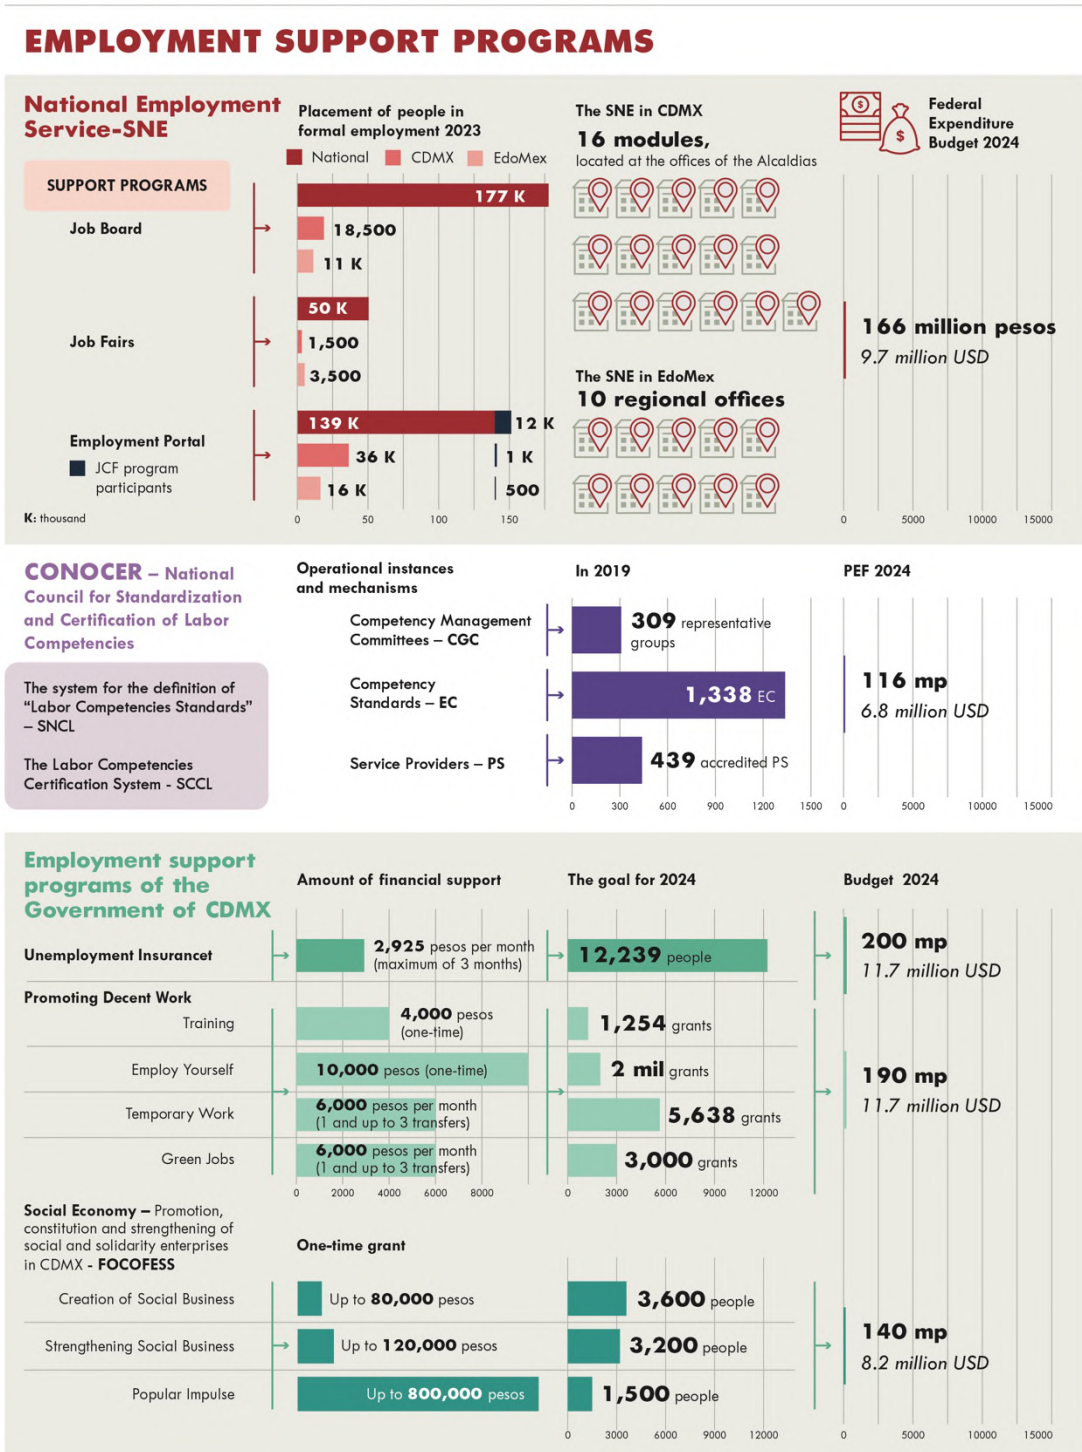 EMPLOYMENT SUPPORT PROGRAMS
National Employment
Service-SNE
SUPPORT PROGRAMS
Placement of people in
formal employment 2023
National
CDMX
EdoMex
Job Board
177 K
18,500
11 K
Job Fairs
50 K
1,500
3,500
Employment Portal
JCF program
participants
139 K
12 K
36 K
1 K
16 K
500
K: thousand
0 50 100 150
The SNE in CDMX
16 modules,
located at the offices of the Alcaldias
The SNE in EdoMex
10 regional offices
$
$
Federal
Expenditure
Budget 2024
166 million pesos
9.7 million USD
0 5000 10000 15000
CONOCER – National
Council for Standardization
and Certification of Labor
Competencies
The system for the definition of
“Labor Competencies Standards”
– SNCL
The Labor Competencies
Certification System - SCCL
Operational instances
and mechanisms
In 2019
Competency Management
Committees – CGC
309 representative
groups
Competency
Standards – EC
1,338 EC
Service Providers – PS
439 accredited PS
0 300 600 900 1200 1500
PEF 2024
116 mp
6.8 million USD
0 5000 10000 15000
Employment support
programs of the
Government of CDMX
Amount of financial support
The goal for 2024
Budget 2024
Unemployment Insurancet
2,925 pesos per month
(maximum of 3 months)
12,239 people
200 mp
11.7 million USD
Promoting Decent Work
Training
4,000 pesos
(one-time)
1,254 grants
Employ Yourself
10,000 pesos (one-time)
2 mil grants
Temporary Work
6,000 pesos per month
(1 and up to 3 transfers)
5,638 grants
Green Jobs
6,000 pesos per month
(1 and up to 3 transfers)
3,000 grants
190 mp
11.7 million USD
0 2000 4000 6000 8000
0 3000 6000 9000 12000
Social Economy – Promotion,
constitution and strengthening of
social and solidarity enterprises
in CDMX - FOCOFESS
One-time grant
Creation of Social Business
Up to 80,000 pesos
3,600 people
Strengthening Social Business
Up to 120,000 pesos
3,200 people
Popular Impulse
Up to 800,000 pesos
1,500 people
140 mp
8.2 million USD
0 3000 6000 9000 12000
0 5000 10000 15000